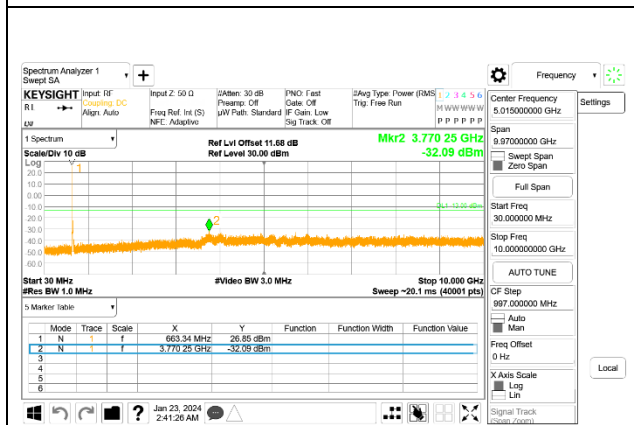 Spectrum Analyzer 1
Swept SA
+
Frequency
KEYSIGHT
Input: RF
Coupling: DC
Align: Auto
Input Z: 50 Ω
Freq Ref: Int (S)
NFE: Adaptive
#Atten: 30 dB
Preamp: Off
µW Path: Standard
PNO: Fast
Gate: Off
IF Gain: Low
Sig Track: Off
#Avg Type: Power (RMS
Trig: Free Run
1 2 3 4 5 6
M W W W W W
P P P P P P
Center Frequency
5.015000000 GHz
Settings
Span
9.97000000 GHz
Swept Span
Zero Span
Full Span
Start Freq
30.000000 MHz
Stop Freq
10.000000000 GHz
AUTO TUNE
CF Step
997.000000 MHz
Auto
Man
Freq Offset
0 Hz
X Axis Scale
Log
Lin
Signal Track
(Span Zoom)
Local
1 Spectrum
Ref Lvl Offset 11.68 dB
Mkr2 3.770 25 GHz
Scale/Div 10 dB
Ref Level 30.00 dBm
-32.09 dBm
Log
1
20.0
10.0
0.00
-10.0
20.0
2
30.0
40.0
50.0
60.0
Start 30 MHz
#Video BW 3.0 MHz
Stop 10.000 GHz
#Res BW 1.0 MHz
Sweep ~20.1 ms (40001 pts)
5 Marker Table
Mode Trace Scale X Y Function Function Width Function Value
1 N 1 f 663.34 MHz 26.85 dBm
2 N 1 f 3.770 25 GHz -32.09 dBm
3
4
5
6
?
Jan 23, 2024
2:41:26 AM